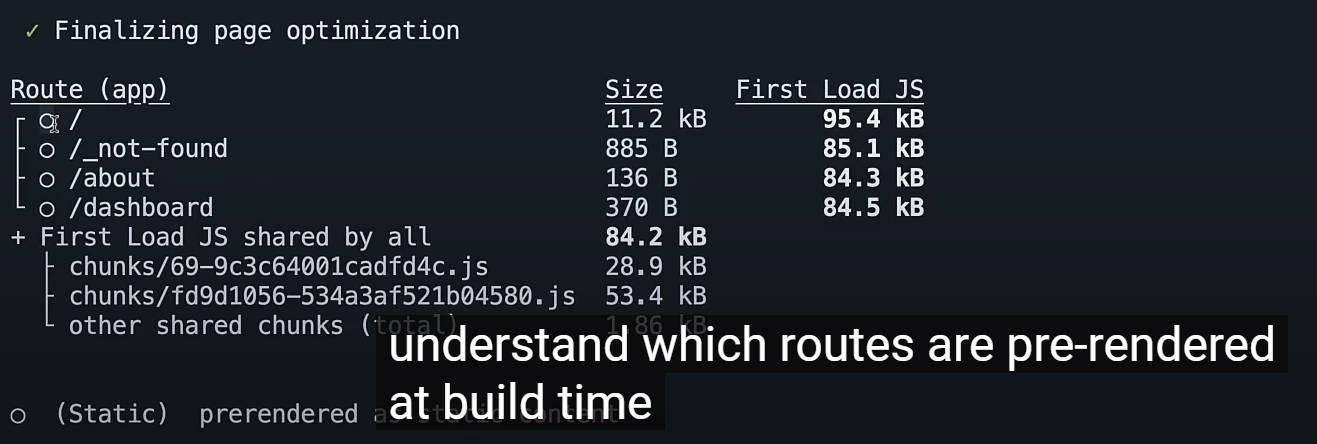 ✓ Finalizing page optimization
Route (app) Size First Load JS
┌ ○ / 11.2 kB 95.4 kB
├ ○ /_not-found 885 B 85.1 kB
├ ○ /about 136 B 84.3 kB
└ ○ /dashboard 370 B 84.5 kB
+ First Load JS shared by all 84.2 kB
├ chunks/69-9c3c64001cadfd4c.js 28.9 kB
├ chunks/fd9d1056-534a3af521b04580.js 53.4 kB
└ other shared chunks (total) 1.86 kB
understand which routes are pre-rendered
at build time
○ (Static) prerendered as static content